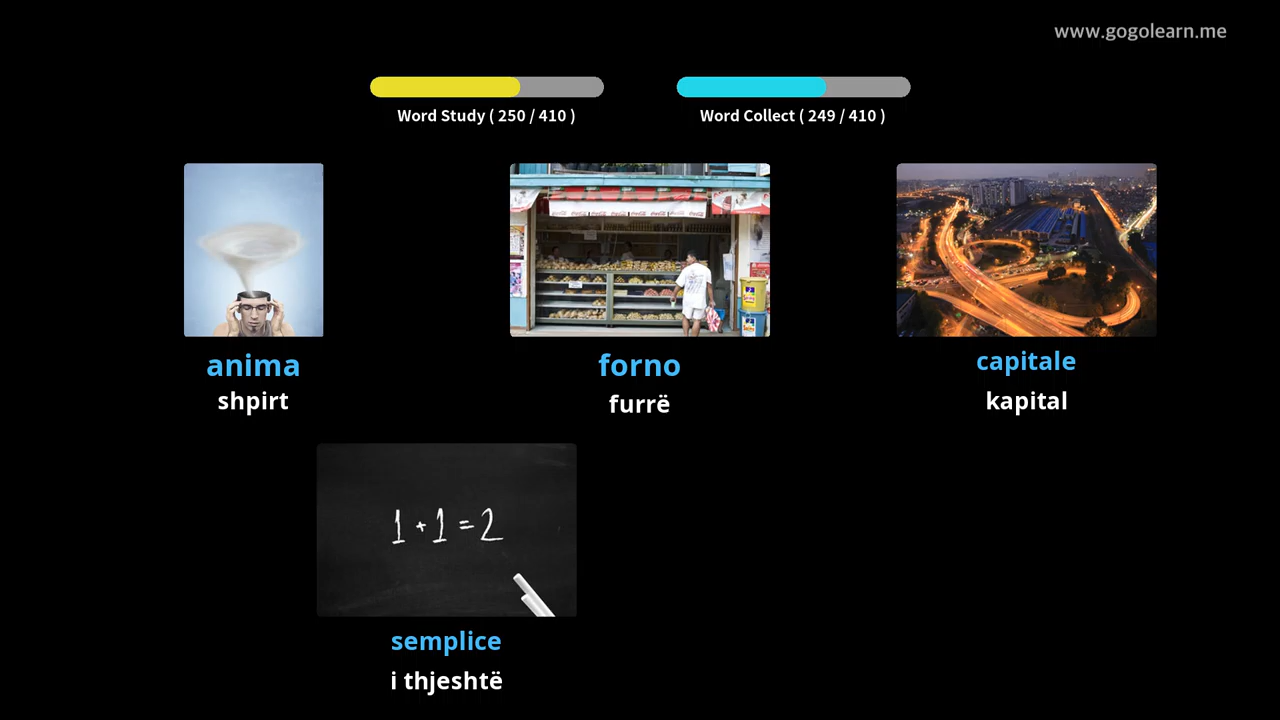 www.gogolearn.me
Word Study ( 250 / 410 )
Word Collect ( 249 / 410 )
anima
shpirt
forno
furrë
capitale
kapital
1 + 1 = 2
semplice
i thjeshtë